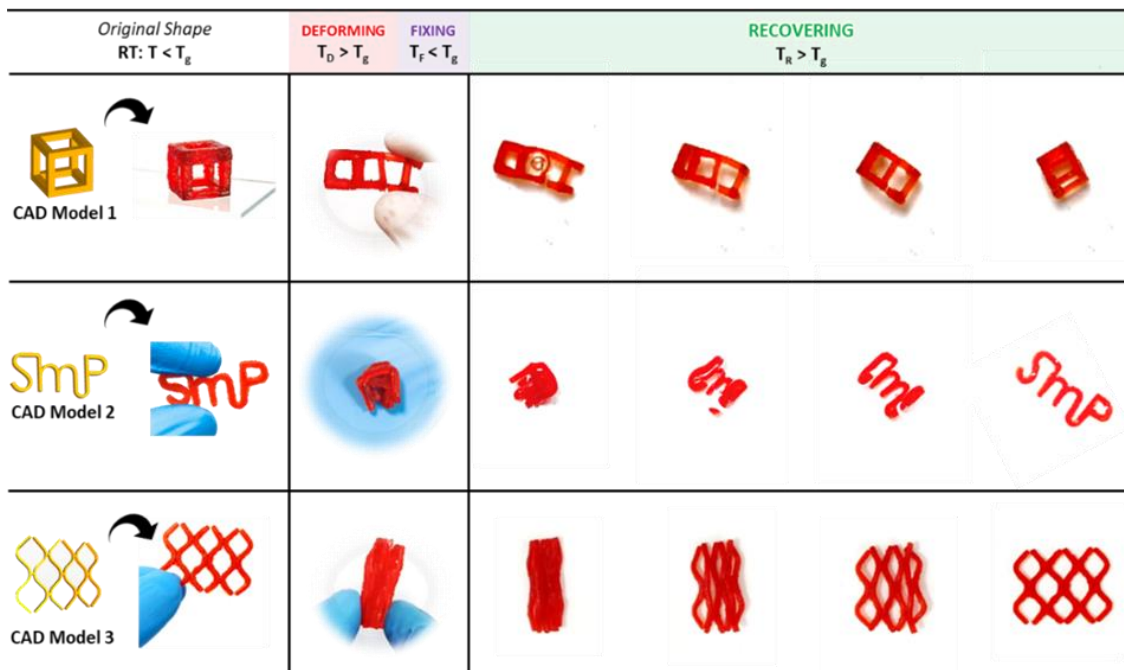 Original Shape
RT: T < Tg
DEFORMING
TD > Tg
FIXING
TF < Tg
RECOVERING
TR > Tg
CAD Model 1
SmP
SmP
SmP
CAD Model 2
CAD Model 3